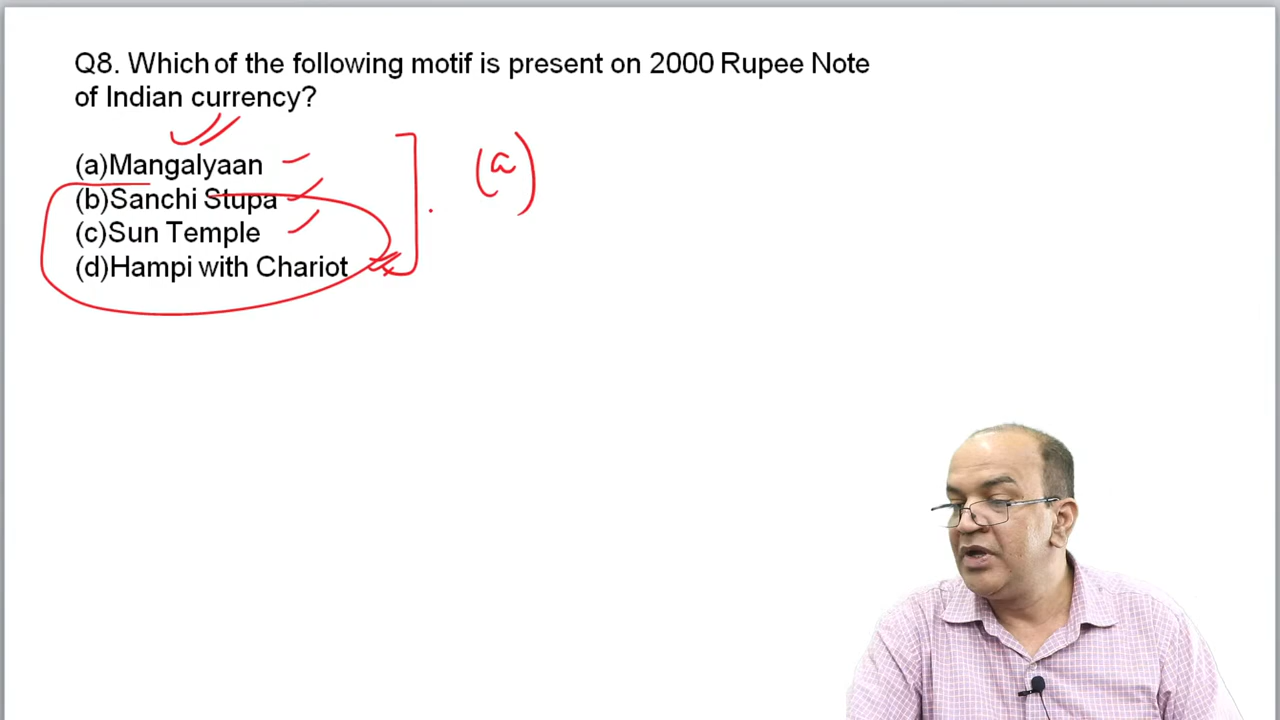 Q8. Which of the following motif is present on 2000 Rupee Note
of Indian currency?
(a)Mangalyaan
(b)Sanchi Stupa
(c)Sun Temple
(d)Hampi with Chariot
(a)